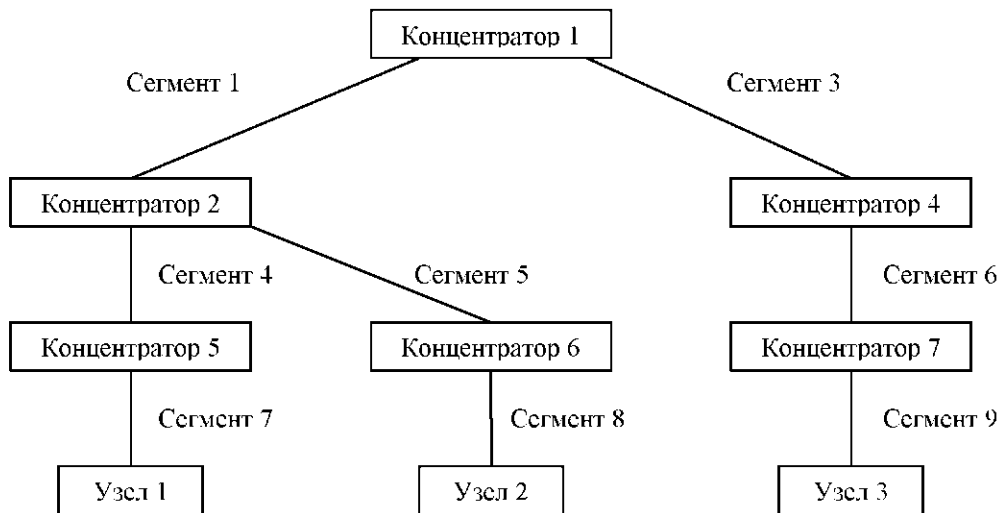 Концентратор 1
Сегмент 1
Сегмент 3
Концентратор 2
Концентратор 4
Сегмент 4
Сегмент 5
Сегмент 6
Концентратор 5
Концентратор 6
Концентратор 7
Сегмент 7
Сегмент 8
Сегмент 9
Узел 1
Узел 2
Узел 3